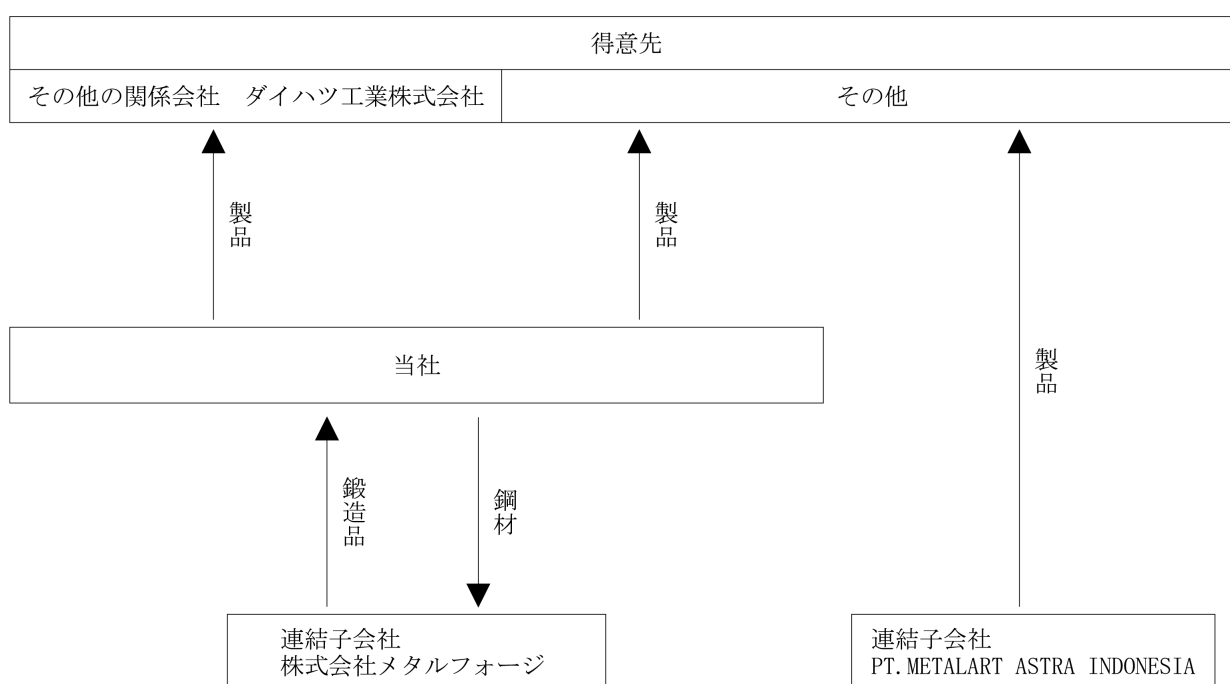 得意先
その他の関係会社　ダイハツ工業株式会社
その他
製品
製品
製品
当社
鍛造品
鋼材
連結子会社
株式会社メタルフォージ
連結子会社
PT.METALART ASTRA INDONESIA